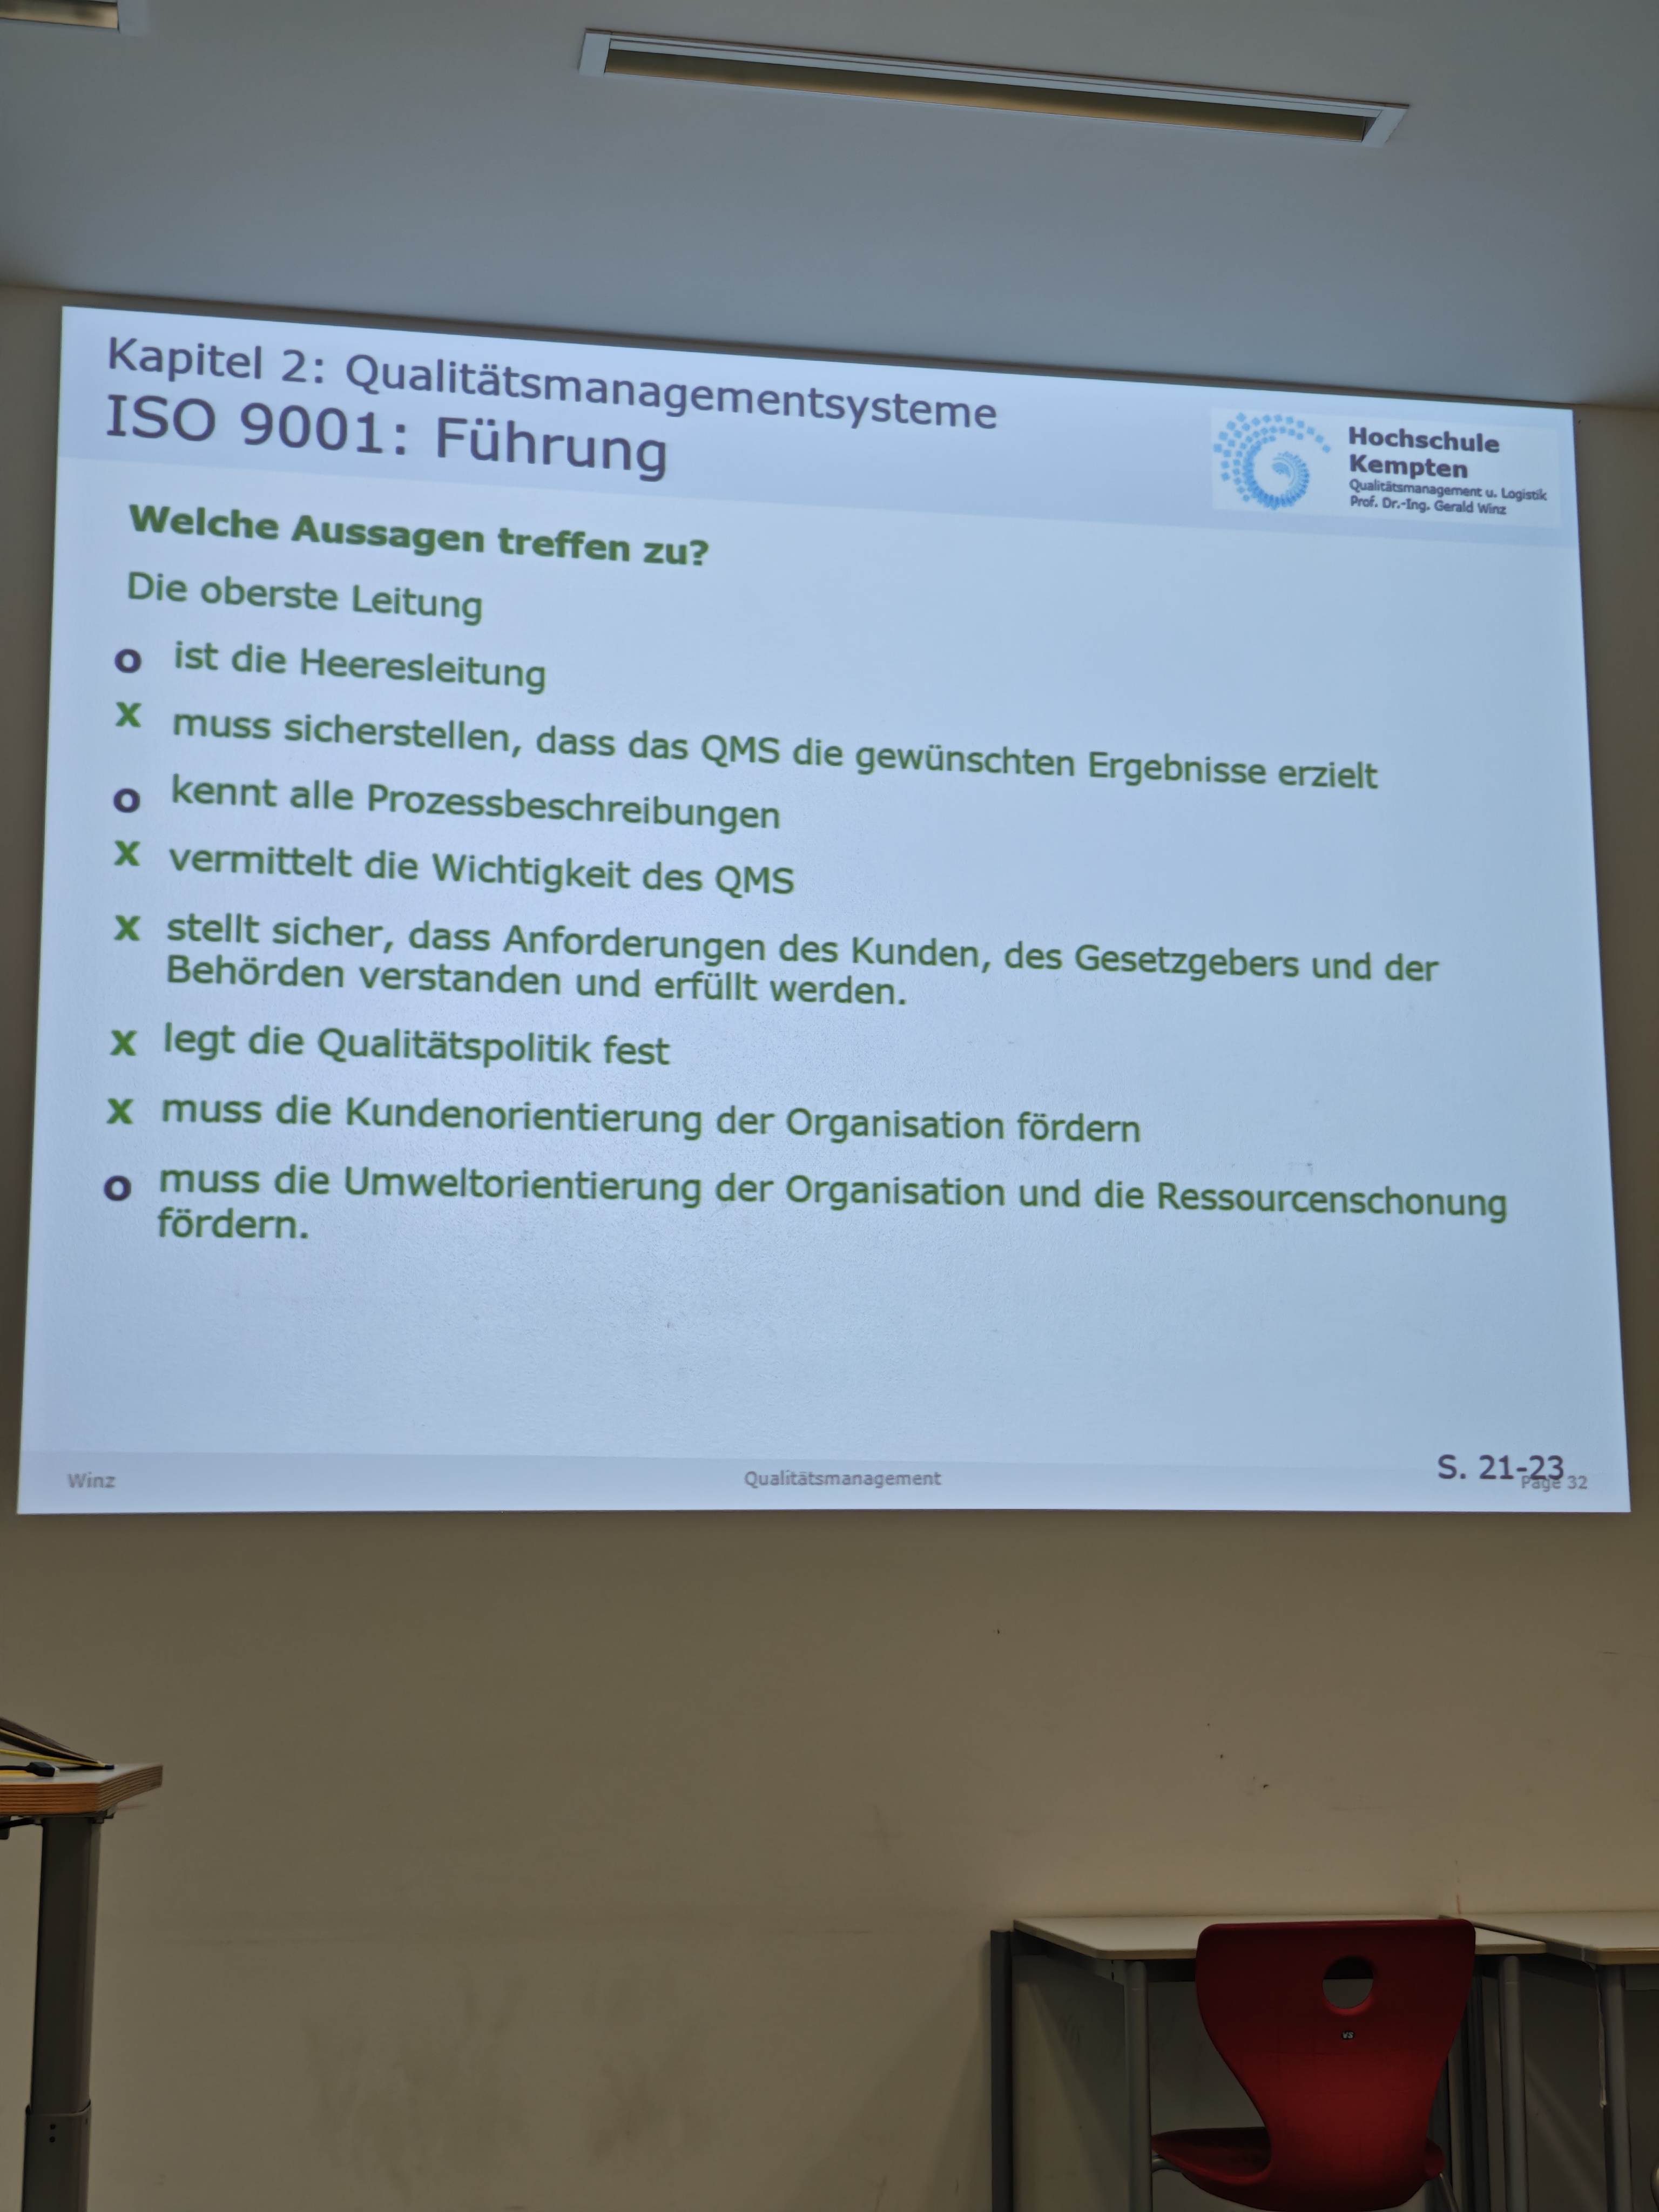 Kapitel 2: Qualitätsmanagementsysteme
ISO 9001: Führung
Hochschule
Kempten
Qualitätsmanagement u. Logistik
Prof. Dr.-Ing. Gerald Winz
Welche Aussagen treffen zu?
Die oberste Leitung
o ist die Heeresleitung
x muss sicherstellen, dass das QMS die gewünschten Ergebnisse erzielt
o kennt alle Prozessbeschreibungen
x vermittelt die Wichtigkeit des QMS
x stellt sicher, dass Anforderungen des Kunden, des Gesetzgebers und der
Behörden verstanden und erfüllt werden.
x legt die Qualitätspolitik fest
x muss die Kundenorientierung der Organisation fördern
o muss die Umweltorientierung der Organisation und die Ressourcenschonung
fördern.
Winz
Qualitätsmanagement
S. 21-23
Page 32
VS